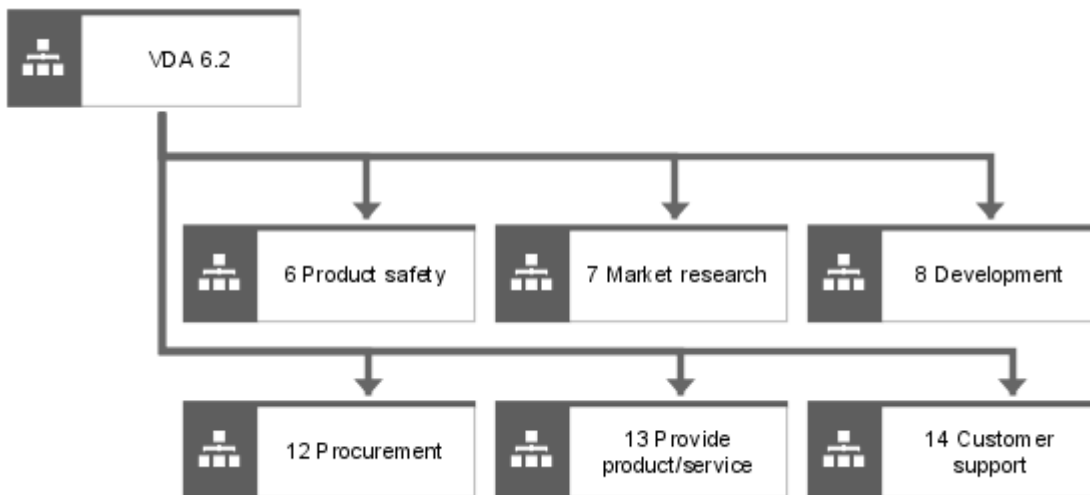 VDA 6.2
6 Product safety
7 Market research
8 Development
12 Procurement
13 Provide
product/service
14 Customer
support